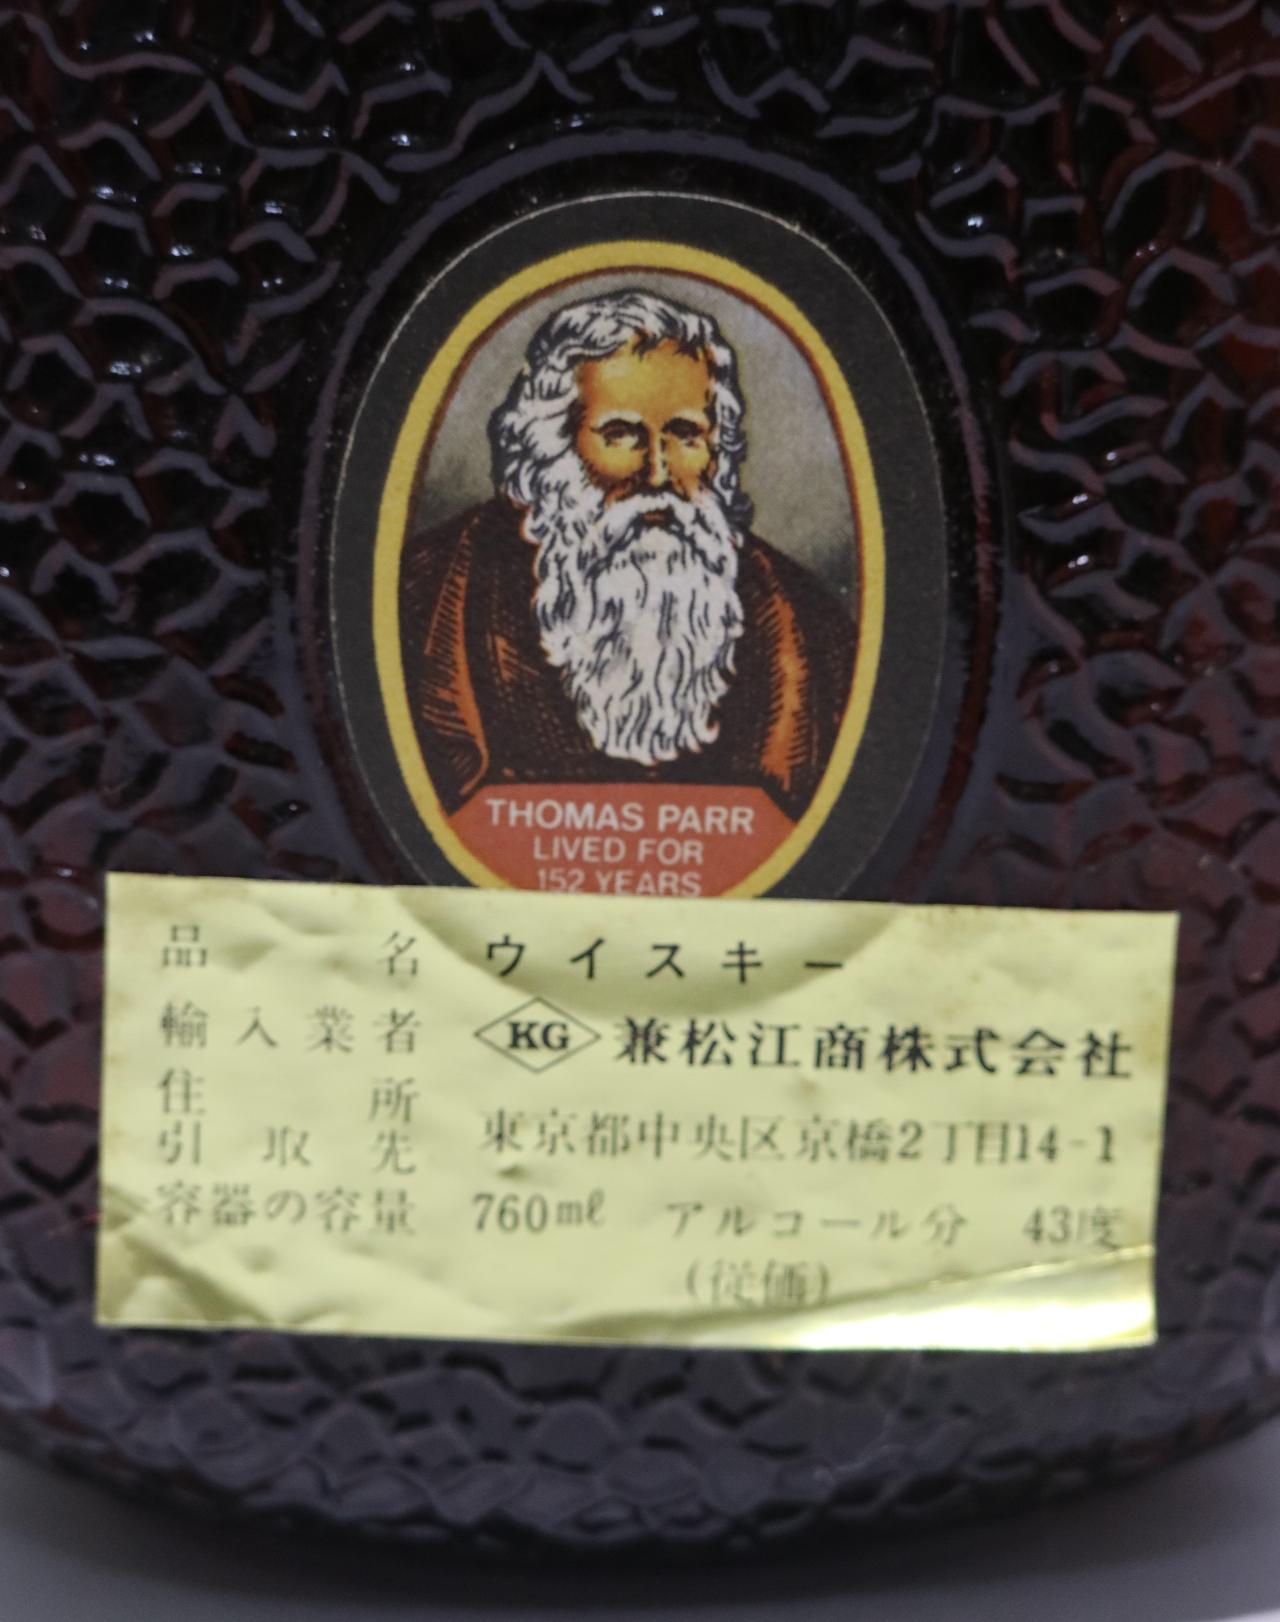 THOMAS PARR
LIVED FOR
152 YEARS
品名 ウイスキー
輸入業者 KG 兼松江商株式会社
住所
引取先 東京都中央区京橋2丁目14-1
容器の容量 760mℓ アルコール分 43度
(従価)